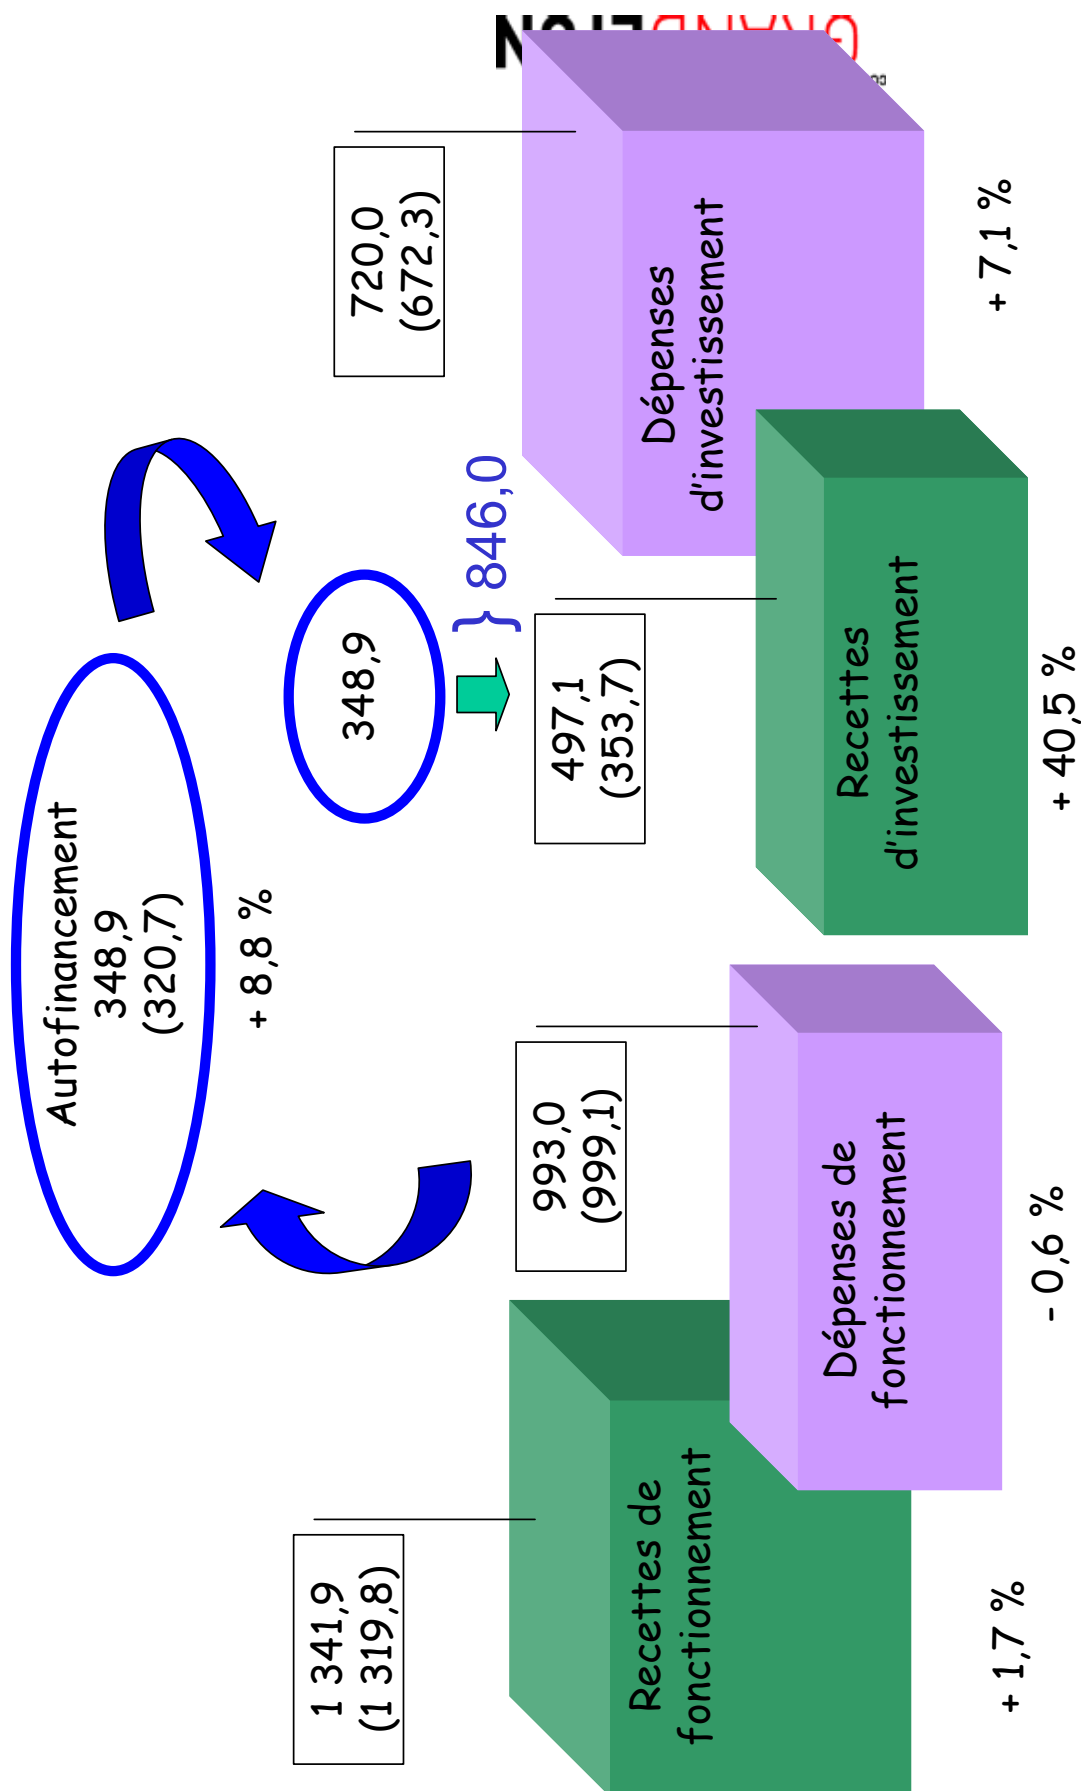 Autofinancement
348,9
(320,7)
+ 8,8 %
348,9
} 846,0
1 341,9
(1 319,8)
993,0
(999,1)
497,1
(353,7)
720,0
(672,3)
Recettes de
fonctionnement
Dépenses de
fonctionnement
Recettes
d'investissement
Dépenses
d'investissement
+ 1,7 %
- 0,6 %
+ 40,5 %
+ 7,1 %